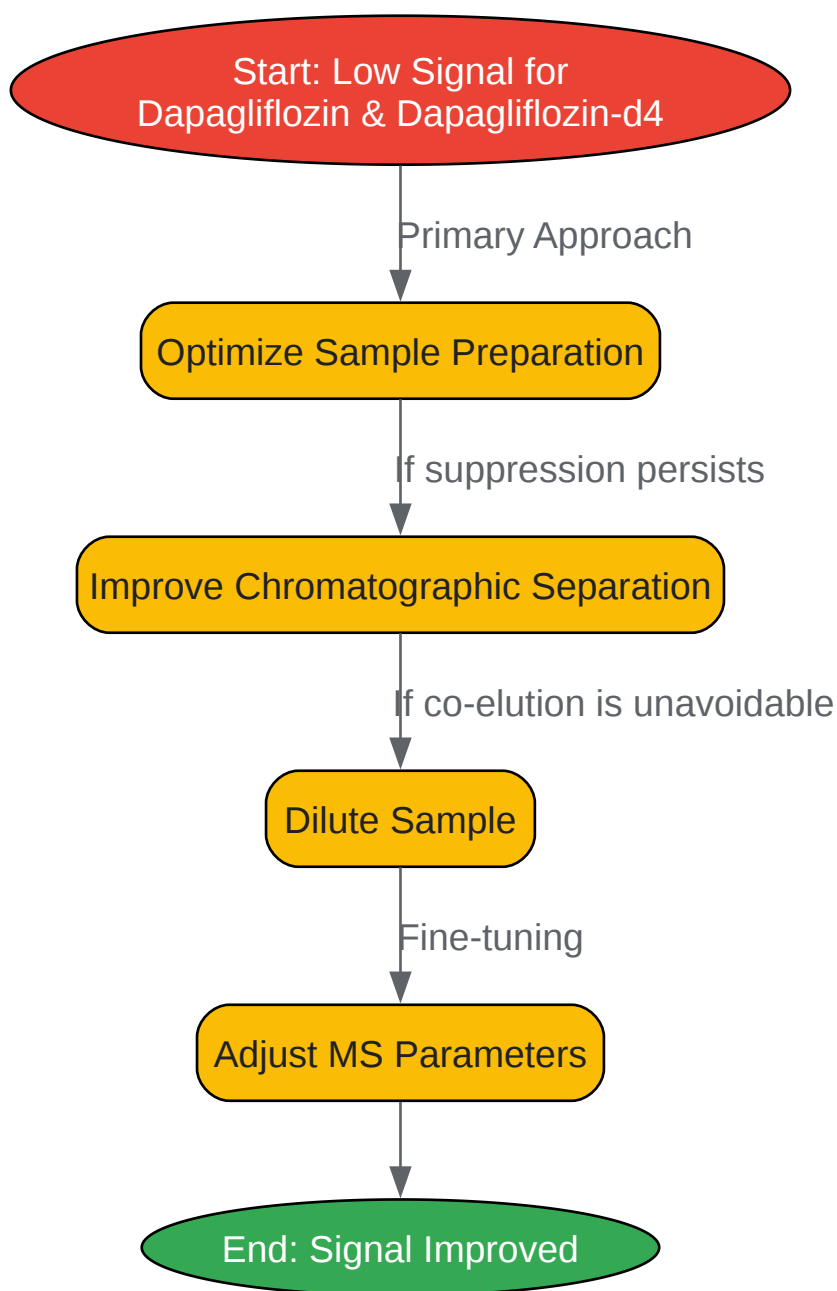 Start: Low Signal for
Dapagliflozin & Dapagliflozin-d4
Primary Approach
Optimize Sample Preparation
If suppression persists
Improve Chromatographic Separation
If co-elution is unavoidable
Dilute Sample
Fine-tuning
Adjust MS Parameters
End: Signal Improved